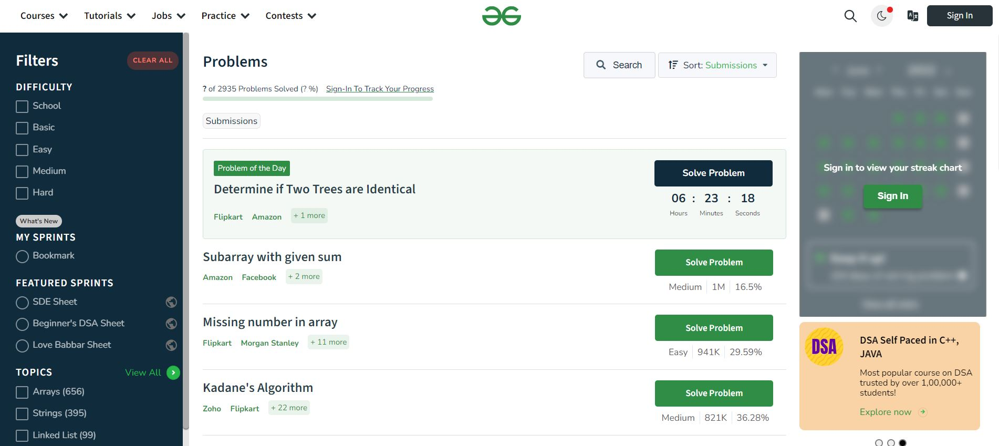 Courses Tutorials Jobs Practice Contests
Sign In
Filters
CLEAR ALL
DIFFICULTY
School
Basic
Easy
Medium
Hard
What's New
MY SPRINTS
Bookmark
FEATURED SPRINTS
SDE Sheet
Beginner's DSA Sheet
Love Babbar Sheet
TOPICS
View All
Arrays (656)
Strings (395)
Linked List (99)
Problems
Search
Sort: Submissions
? of 2935 Problems Solved (? %) Sign-In To Track Your Progress
Submissions
Problem of the Day
Determine if Two Trees are Identical
Flipkart Amazon + 1 more
Solve Problem
06 : 23 : 18
Hours Minutes Seconds
Subarray with given sum
Amazon Facebook + 2 more
Solve Problem
Medium 1M 16.5%
Missing number in array
Flipkart Morgan Stanley + 11 more
Solve Problem
Easy 941K 29.59%
Kadane's Algorithm
Zoho Flipkart + 22 more
Solve Problem
Medium 821K 36.28%
Sign in to view your streak chart
Sign In
DSA
DSA Self Paced in C++,
JAVA
Most popular course on DSA
trusted by over 1,00,000+
students!
Explore now